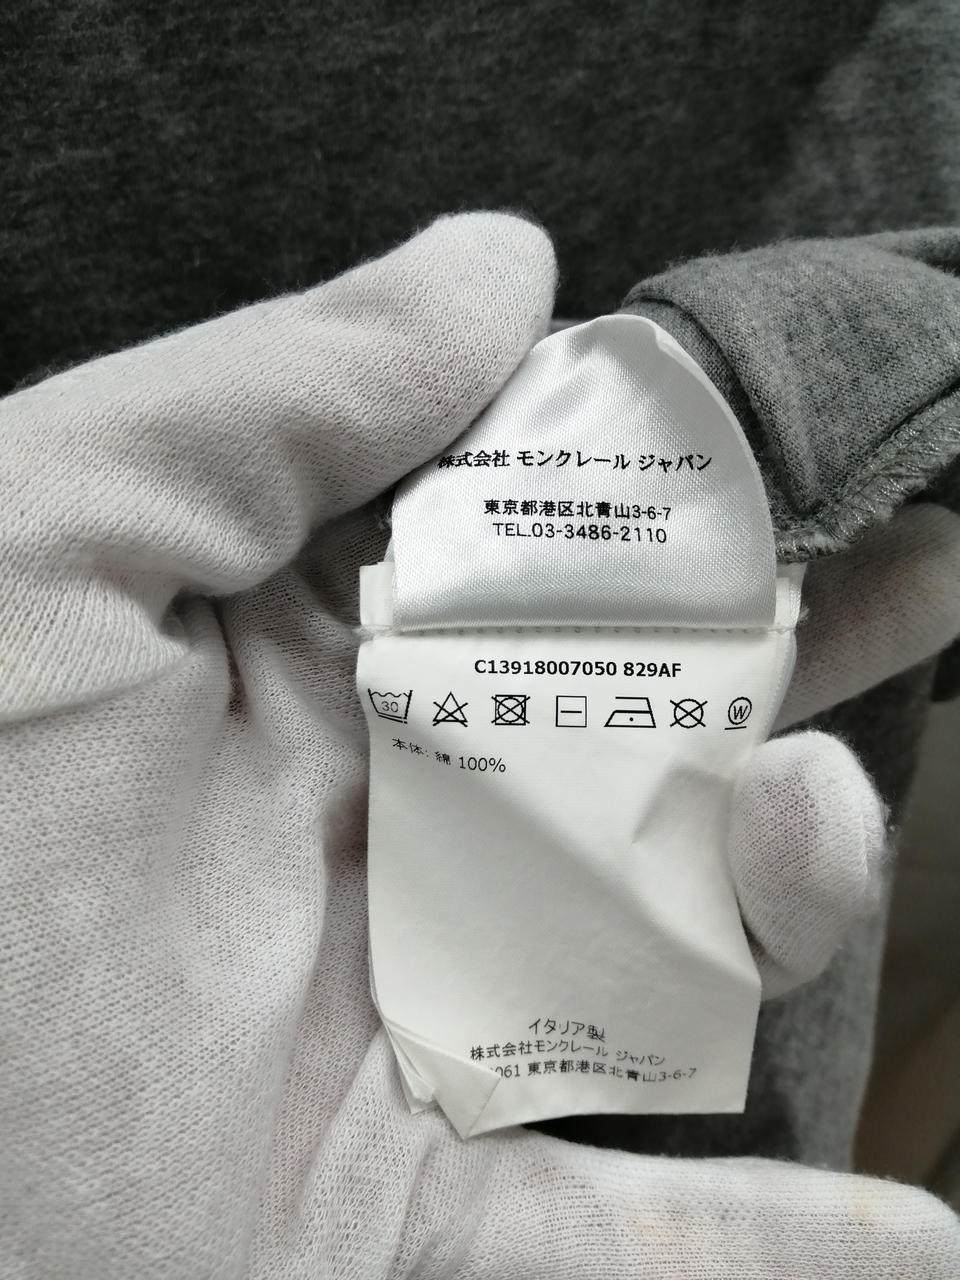 株式会社 モンクレール ジャパン
東京都港区北青山3-6-7
TEL.03-3486-2110
C13918007050 829AF
30
W
本体: 綿 100%
イタリア製
株式会社モンクレール ジャパン
061 東京都港区北青山3-6-7